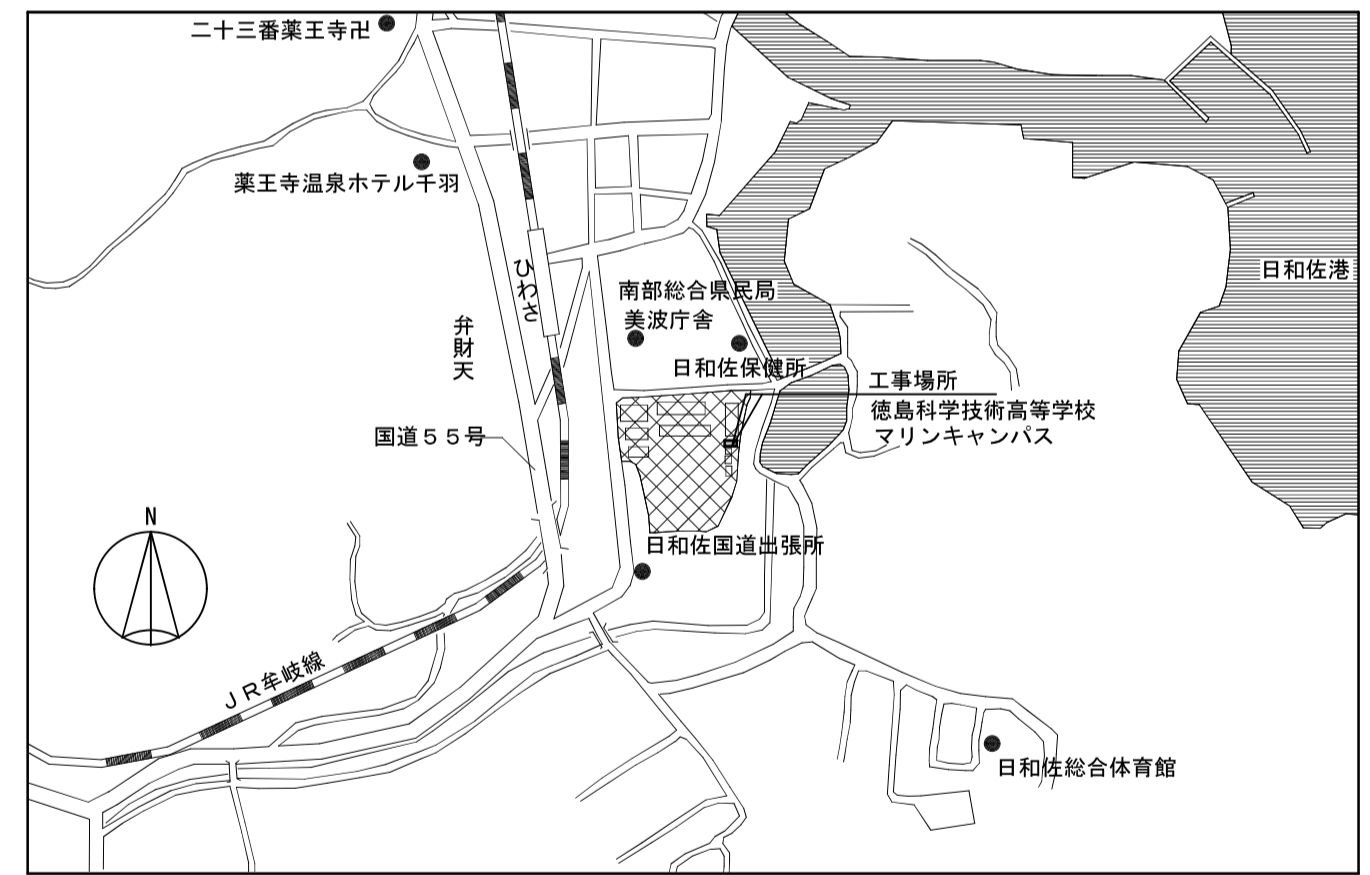 二十三番薬王寺卍
薬王寺温泉ホテル千羽
ひわさ
日和佐港
南部総合県民局
美波庁舎
弁財天
日和佐保健所
工事場所
徳島科学技術高等学校
マリンキャンパス
国道５５号
N
日和佐国道出張所
ＪＲ牟岐線
日和佐総合体育館